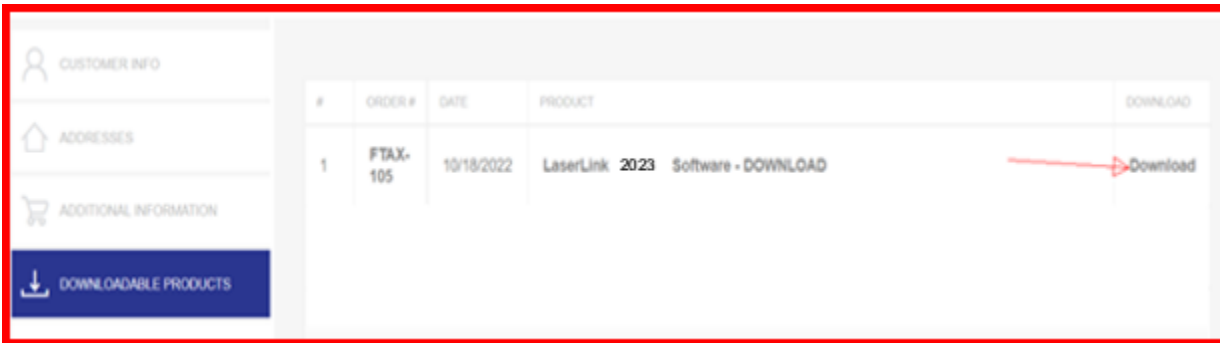 CUSTOMER INFO
ADDRESSES
ADDITIONAL INFORMATION
DOWNLOADABLE PRODUCTS
# ORDER # DATE PRODUCT DOWNLOAD
1 FTAX- 10/18/2022 LaserLink 2023 Software - DOWNLOAD Download
105